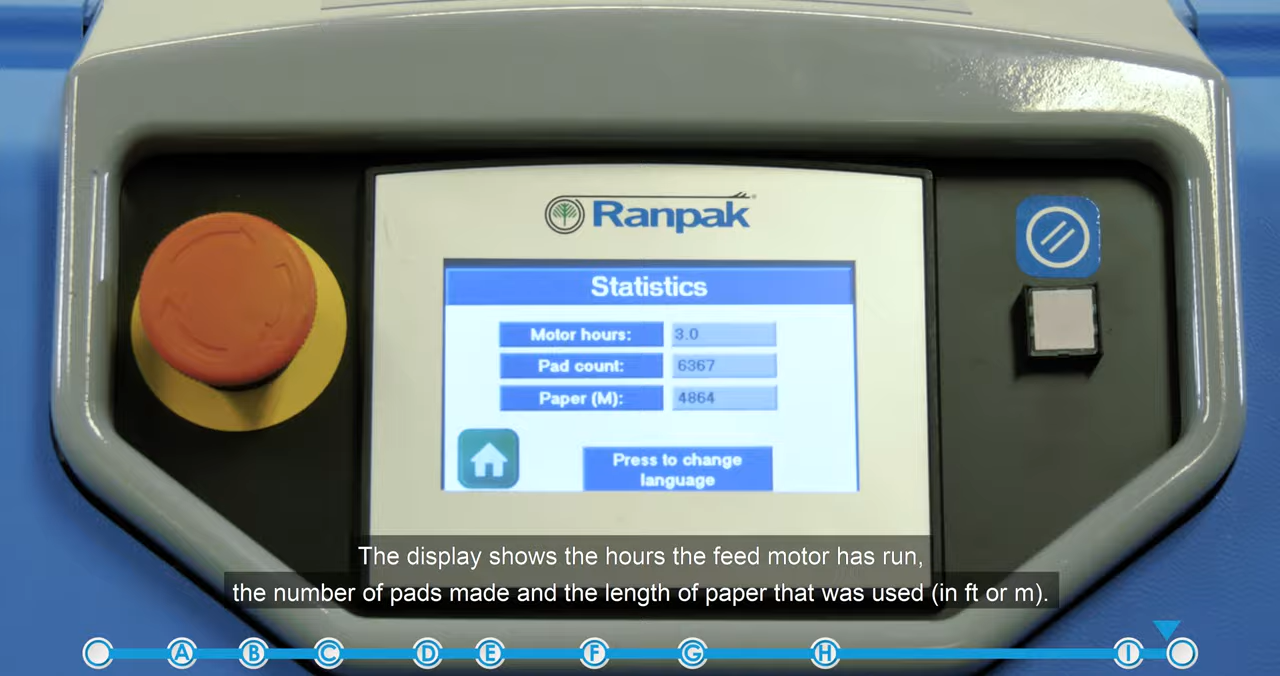 Ranpak
Statistics
Motor hours: 3.0
Pad count: 6367
Paper (M): 4864
Press to change
language
The display shows the hours the feed motor has run,
the number of pads made and the length of paper that was used (in ft or m).
A B C D E F G H I